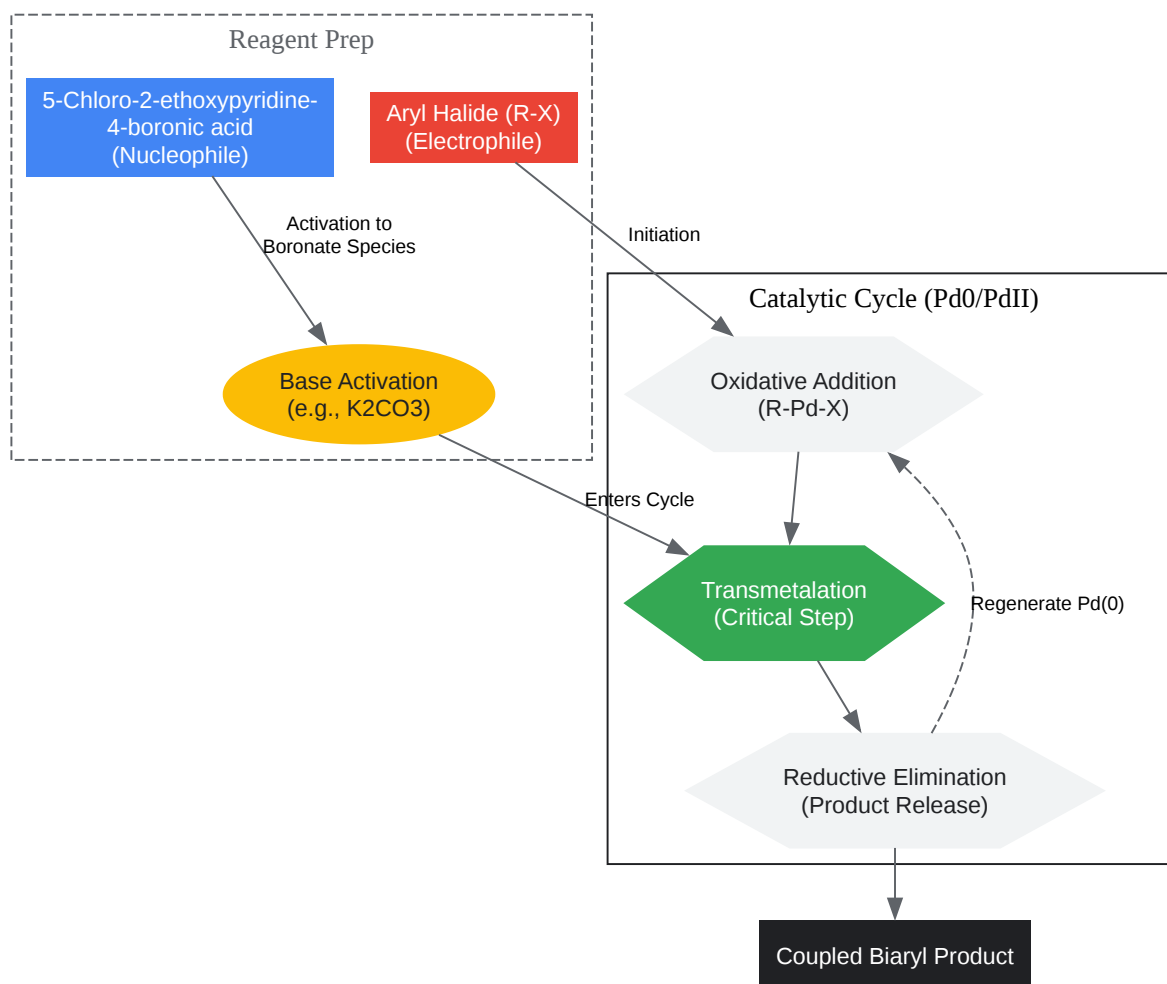 Reagent Prep
5-Chloro-2-ethoxypyridine-
4-boronic acid
(Nucleophile)
Aryl Halide (R-X)
(Electrophile)
Activation to
Boronate Species
Initiation
Base Activation
(e.g., K2CO3)
Enters Cycle
Catalytic Cycle (Pd0/PdII)
Oxidative Addition
(R-Pd-X)
Transmetalation
(Critical Step)
Regenerate Pd(0)
Reductive Elimination
(Product Release)
Coupled Biaryl Product